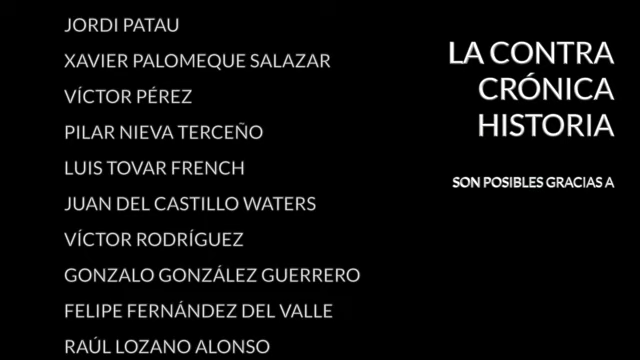 JORDI PATAU
XAVIER PALOMEQUE SALAZAR
VÍCTOR PÉREZ
PILAR NIEVA TERCEÑO
LUIS TOVAR FRENCH
JUAN DEL CASTILLO WATERS
VÍCTOR RODRÍGUEZ
GONZALO GONZÁLEZ GUERRERO
FELIPE FERNÁNDEZ DEL VALLE
RAÚL LOZANO ALONSO
LA CONTRA
CRÓNICA
HISTORIA
SON POSIBLES GRACIAS A